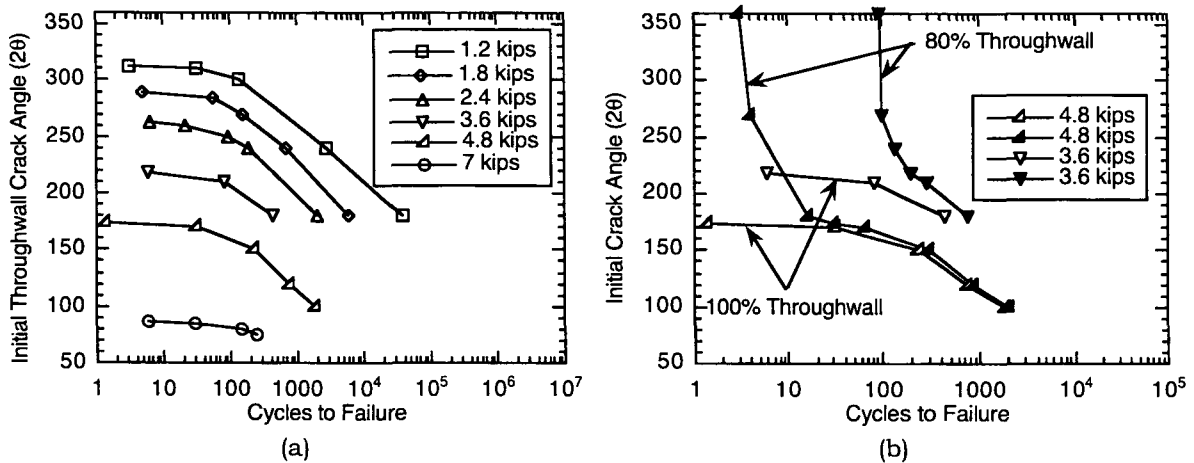 Initial Throughwall Crack Angle (2θ)
350
300
250
200
150
100
50
1.2 kips
1.8 kips
2.4 kips
3.6 kips
4.8 kips
7 kips
1 10 100 1000 10⁴ 10⁵ 10⁶ 10⁷
Cycles to Failure
(a)
Initial Crack Angle (2θ)
350
300
250
200
150
100
50
80% Throughwall
4.8 kips
4.8 kips
3.6 kips
3.6 kips
100% Throughwall
1 10 100 1000 10⁴ 10⁵
Cycles to Failure
(b)